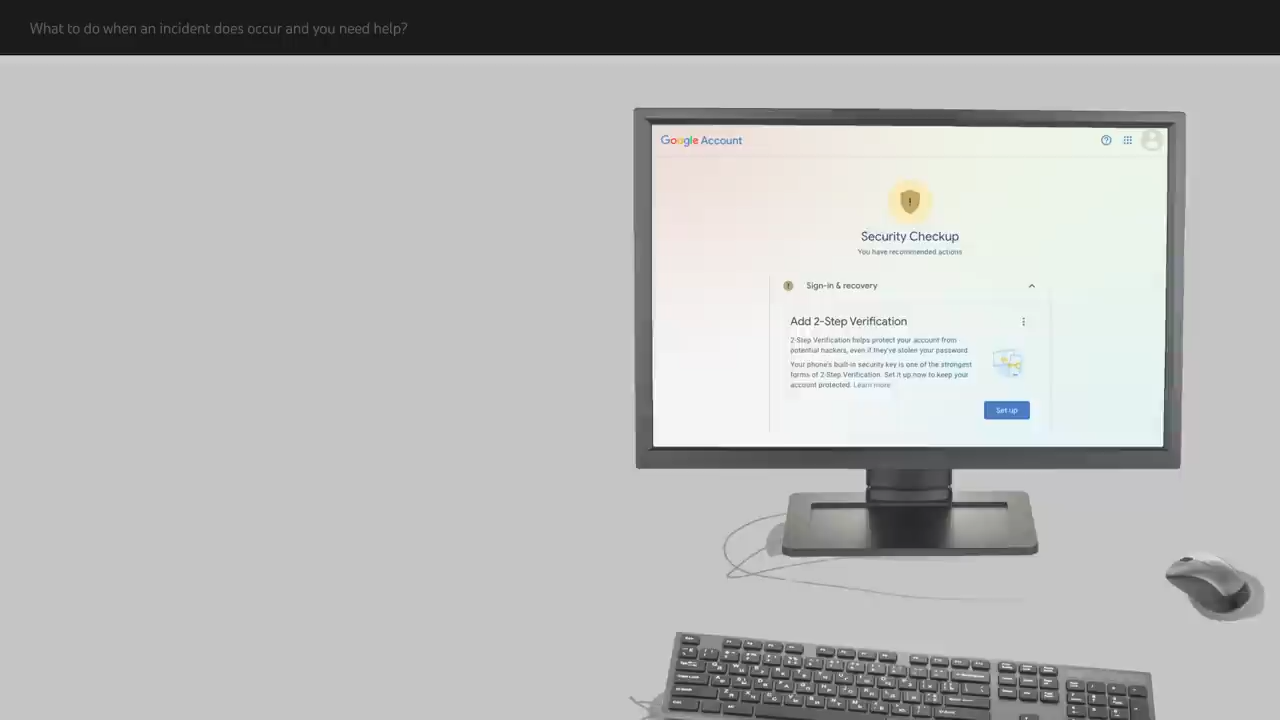 What to do when an incident does occur and you need help?
Google Account
Security Checkup
You have recommended actions
Sign-in & recovery
Add 2-Step Verification
2-Step Verification helps protect your account from
potential hackers, even if they've stolen your password.
Your phone's built-in security key is one of the strongest
forms of 2-Step Verification. Set it up now to keep your
account protected. Learn more
Set up